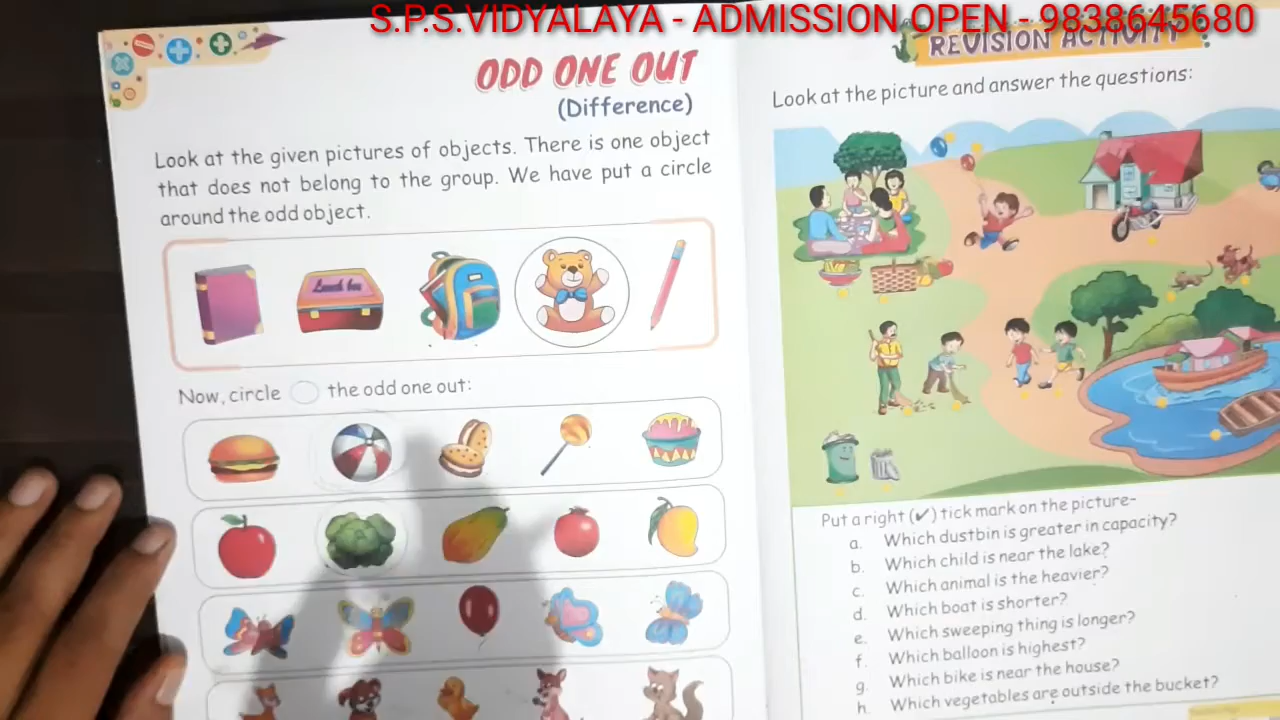 S.P.S.VIDYALAYA - ADMISSION OPEN - 9838645680
ODD ONE OUT
(Difference)
Look at the given pictures of objects. There is one object
that does not belong to the group. We have put a circle
around the odd object.
Lunch box
Now, circle the odd one out:
REVISION ACTIVITY
Look at the picture and answer the questions:
Put a right (✔) tick mark on the picture-
a. Which dustbin is greater in capacity?
b. Which child is near the lake?
c. Which animal is the heavier?
d. Which boat is shorter?
e. Which sweeping thing is longer?
f. Which balloon is highest?
g. Which bike is near the house?
h. Which vegetables are outside the bucket?